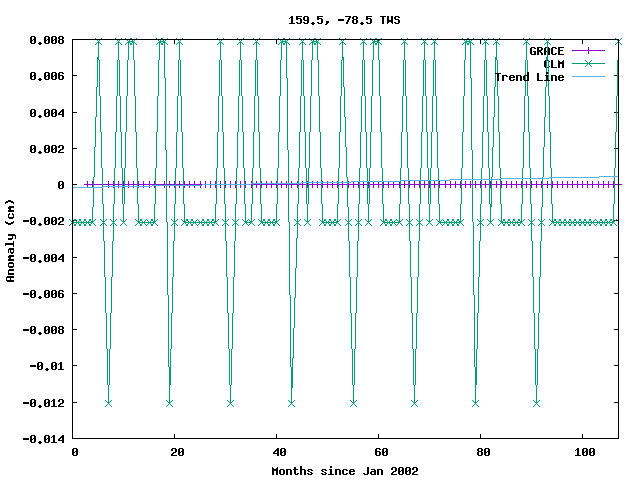 159.5, -78.5 TWS
GRACE
CLM
Trend Line
0.008
0.006
0.004
0.002
0
-0.002
-0.004
-0.006
-0.008
-0.01
-0.012
-0.014
Anomaly (cm)
0 20 40 60 80 100
Months since Jan 2002